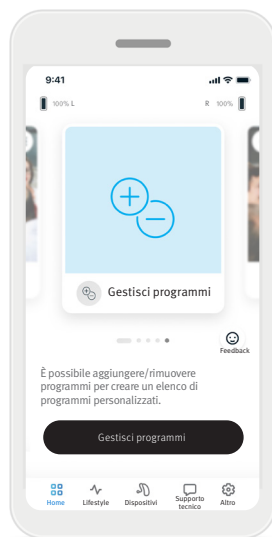 9:41
100% L
R 100%
Gestisci programmi
Feedback
È possibile aggiungere/rimuovere
programmi per creare un elenco di
programmi personalizzati.
Gestisci programmi
Home Lifestyle Dispositivi Supporto tecnico Altro